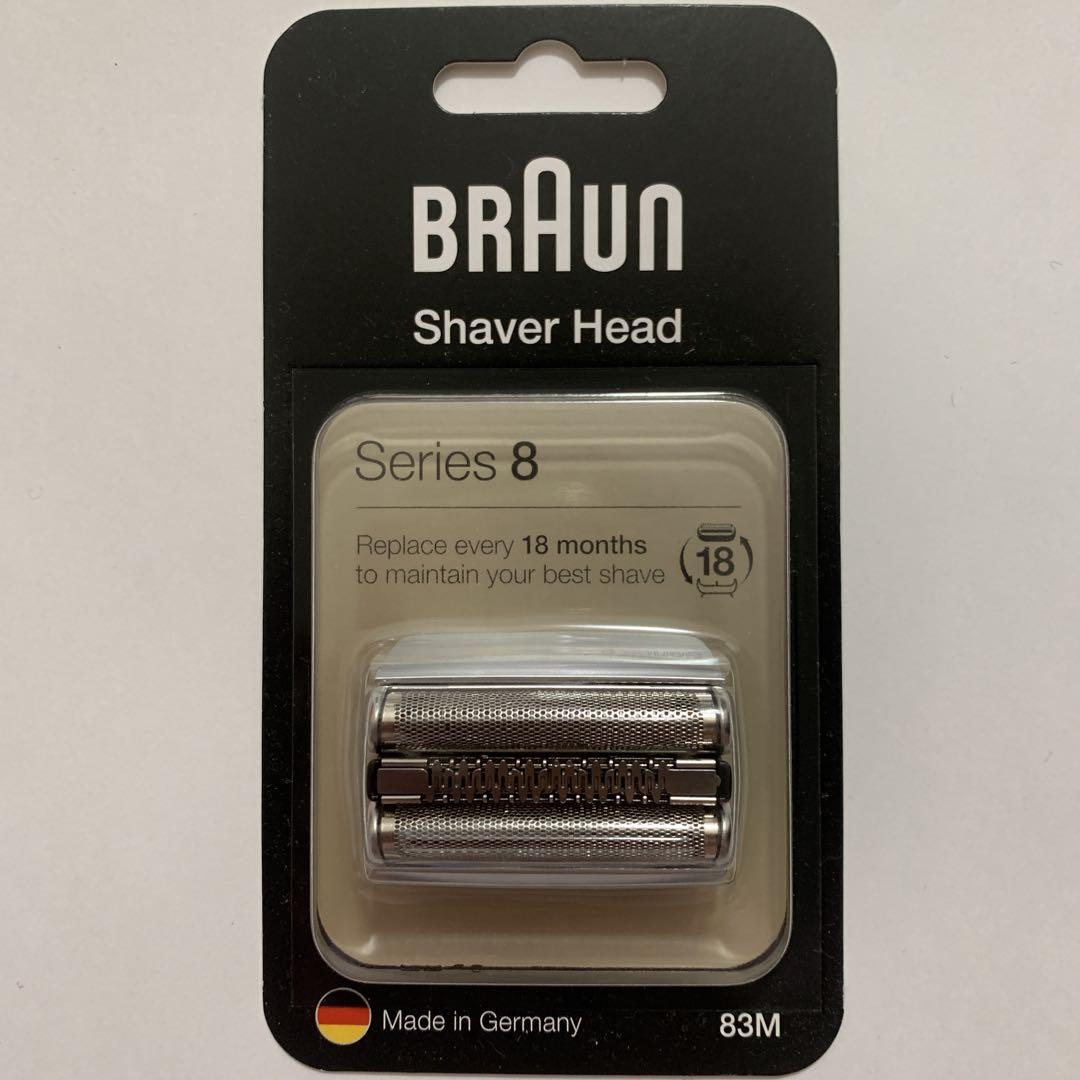 BRAUN
Shaver Head
Series 8
Replace every 18 months
to maintain your best shave
18
Made in Germany
83M